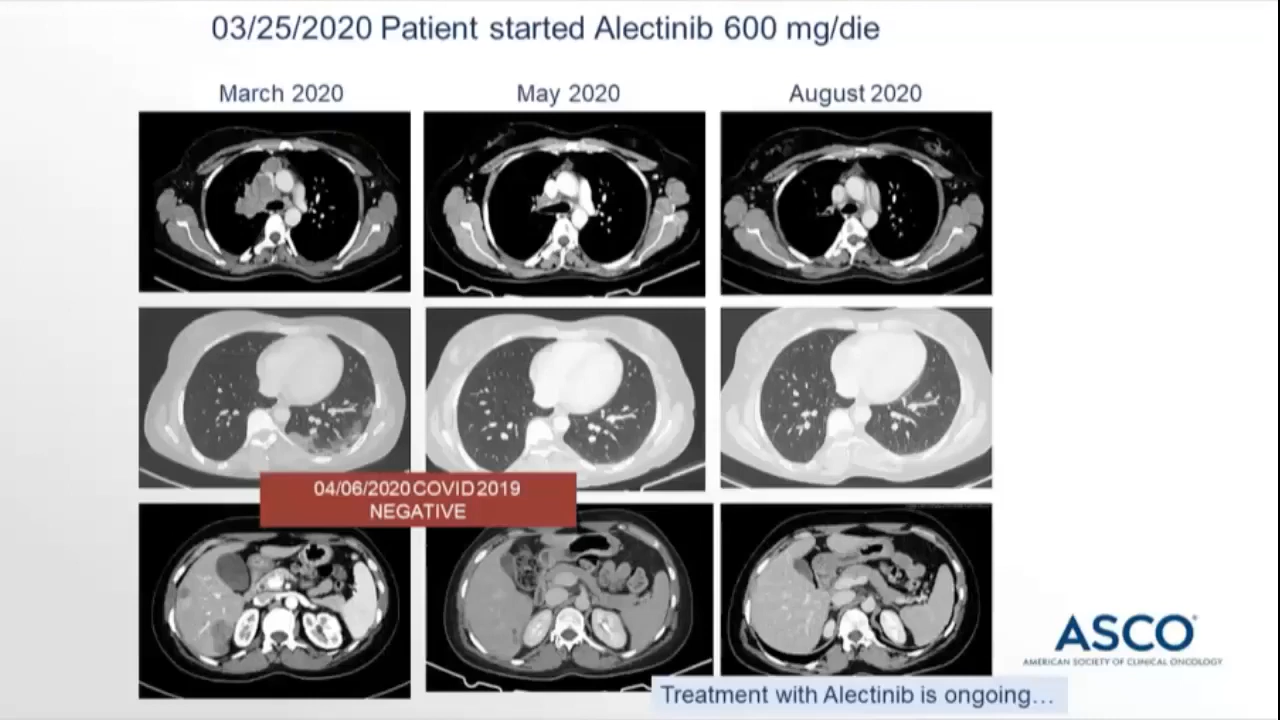 03/25/2020 Patient started Alectinib 600 mg/die
March 2020
May 2020
August 2020
04/06/2020 COVID 2019
NEGATIVE
ASCO
AMERICAN SOCIETY OF CLINICAL ONCOLOGY
Treatment with Alectinib is ongoing…